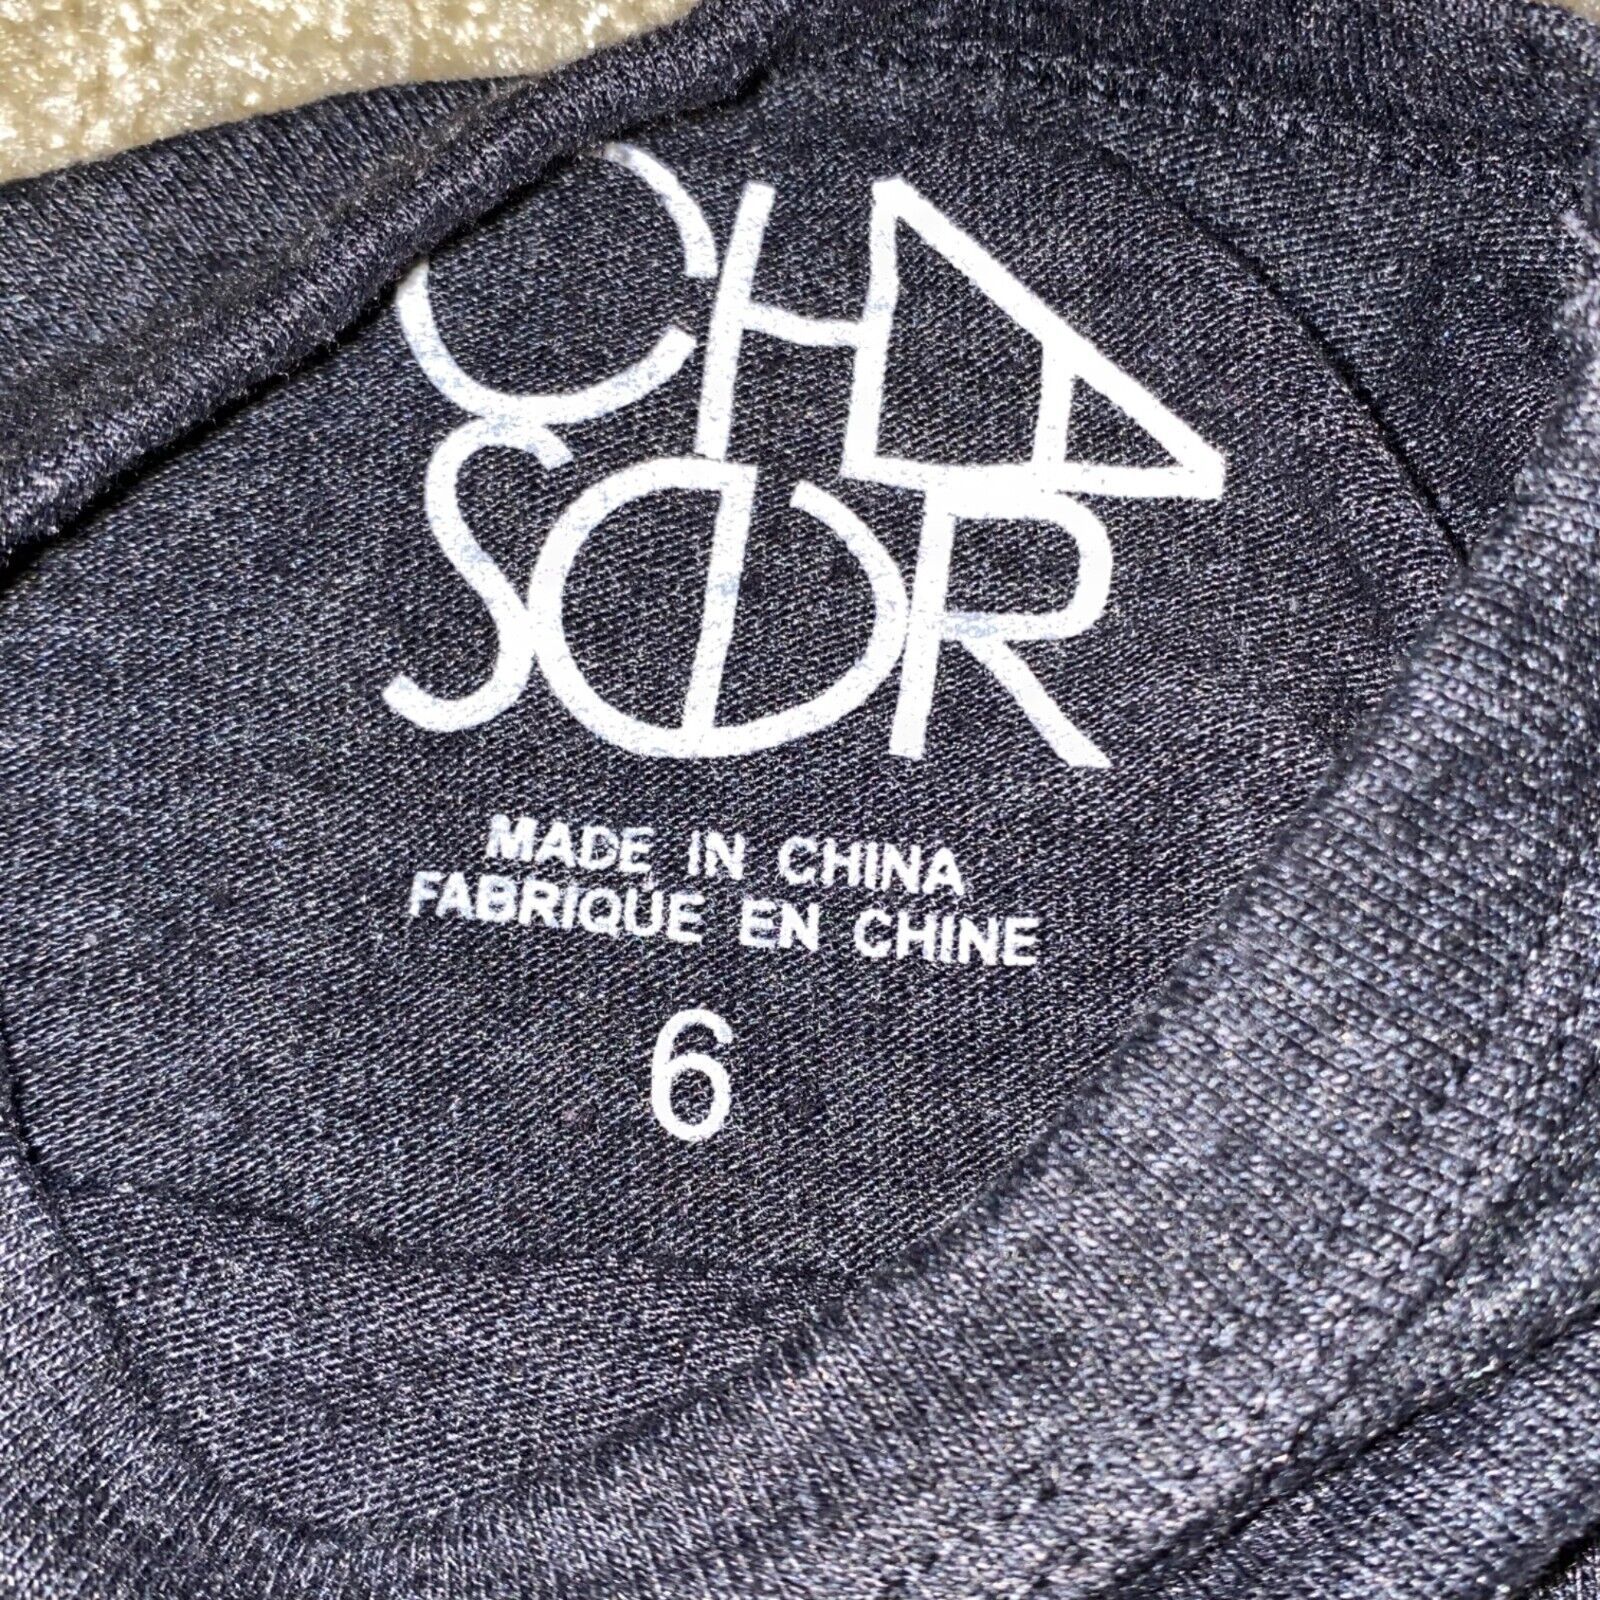 CHA
SOR
MADE IN CHINA
FABRIQUE EN CHINE
6